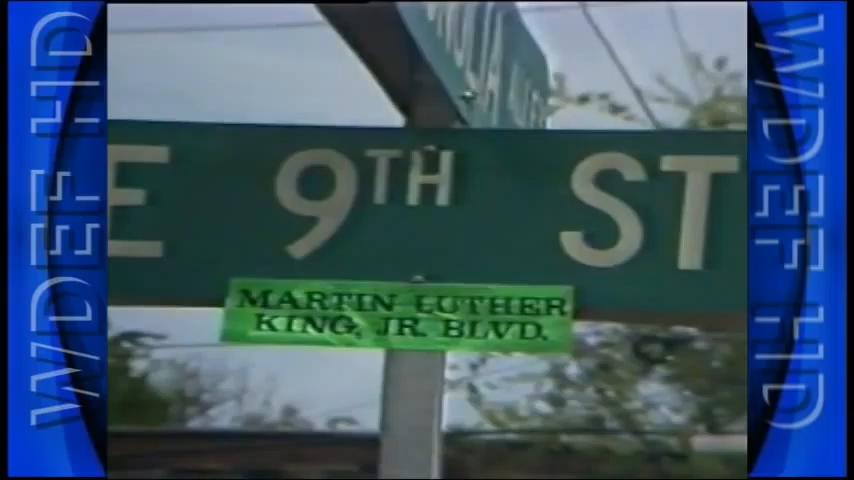 WDEF HD
E 9TH ST
MARTIN LUTHER
KING, JR. BLVD.
WDEF HD